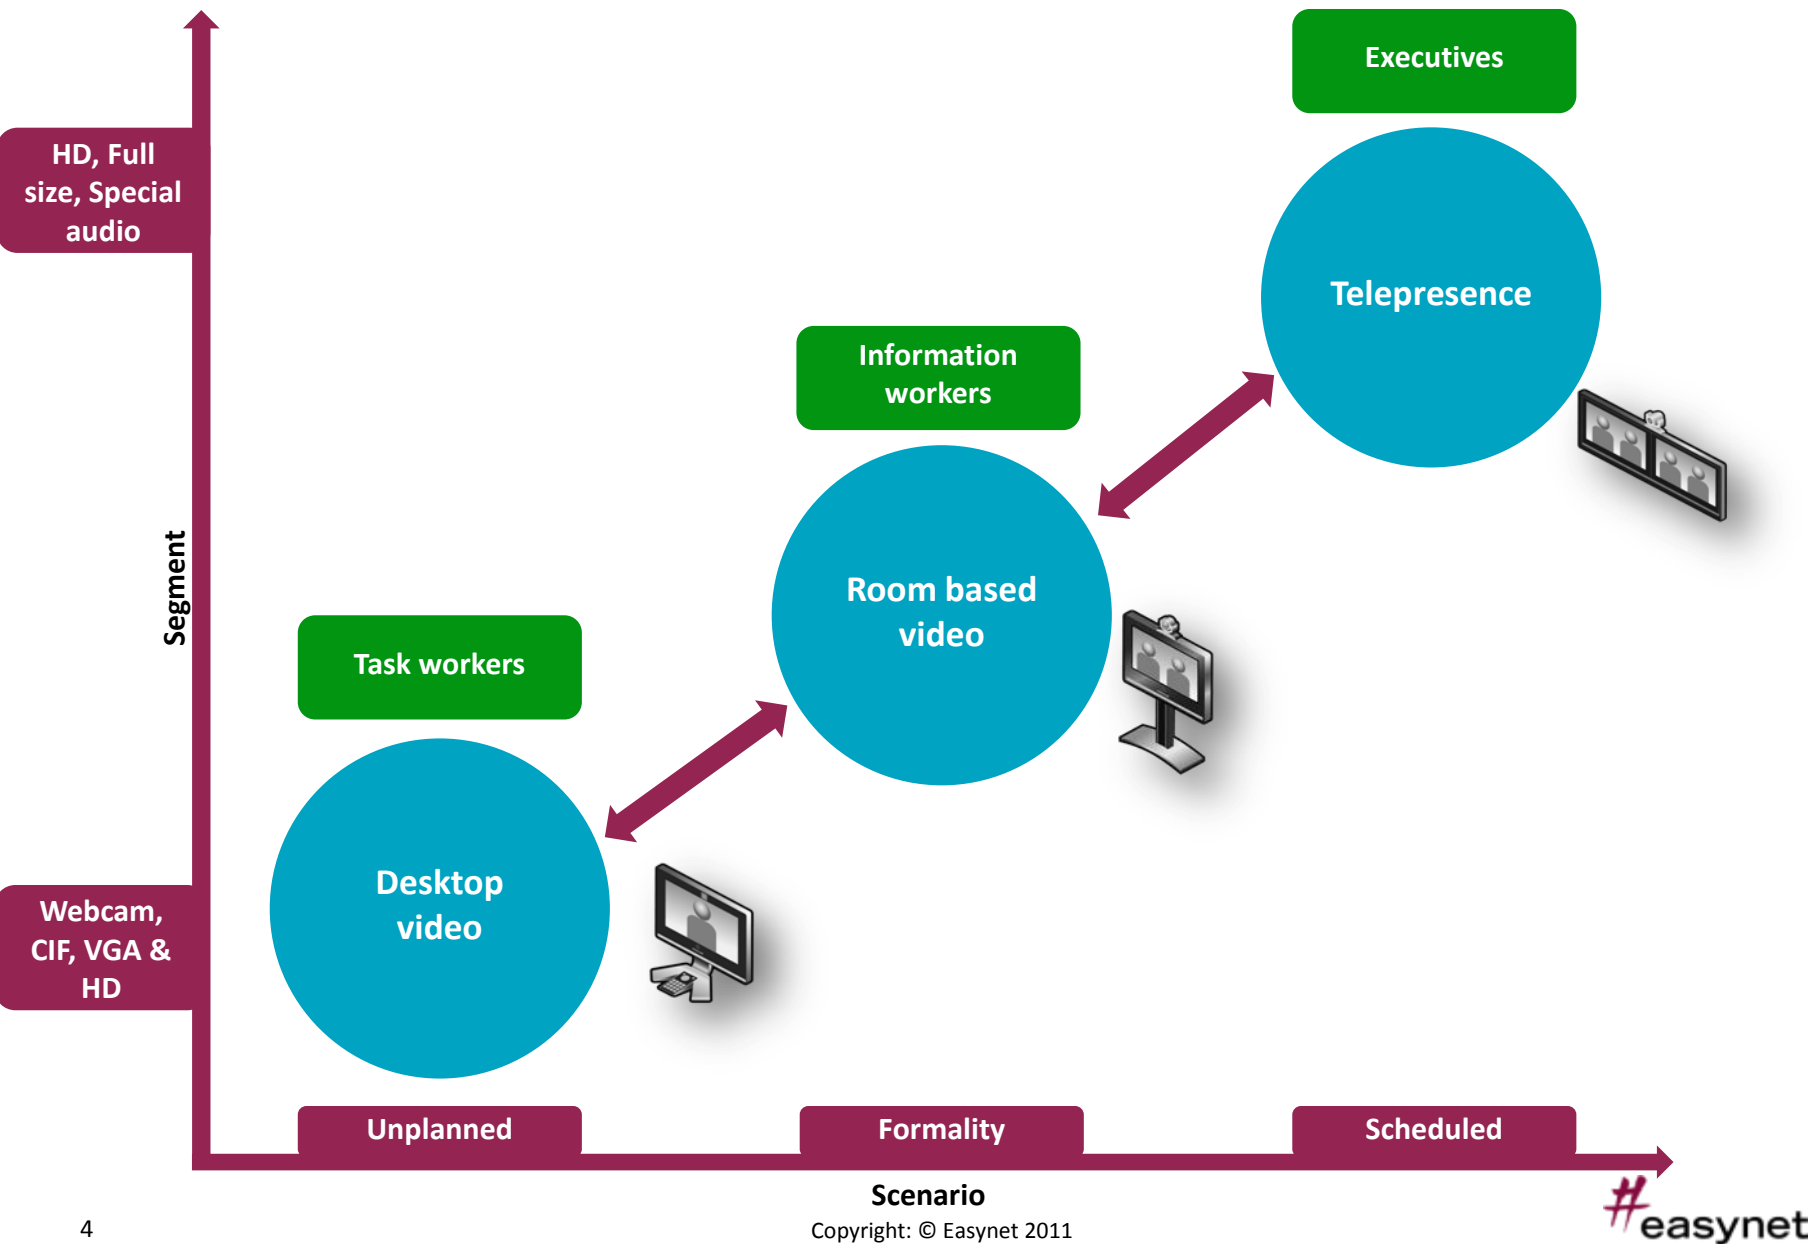 Executives
HD, Full
size, Special
audio
Telepresence
Information
workers
Segment
Room based
video
Task workers
Desktop
video
Webcam,
CIF, VGA &
HD
Unplanned
Formality
Scheduled
Scenario
4
Copyright: © Easynet 2011
#easynet